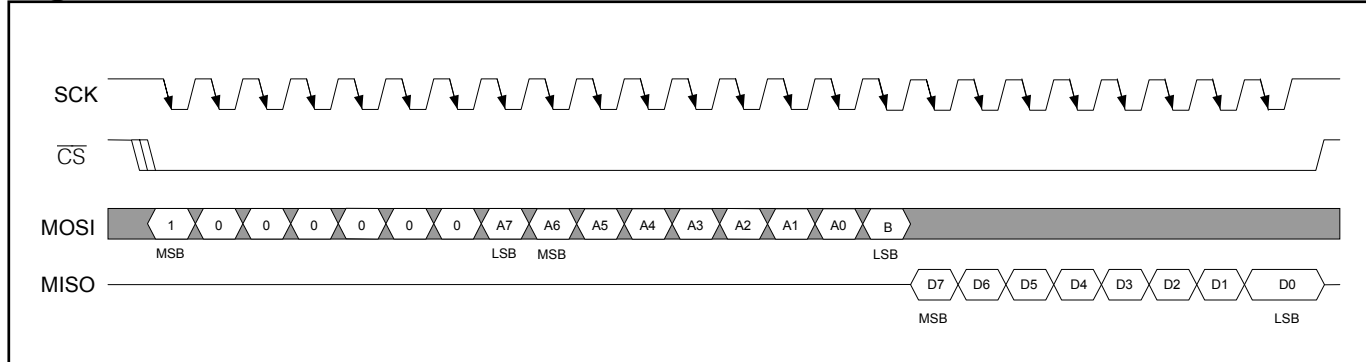 SCK
CS
MOSI 1 0 0 0 0 0 0 A7 A6 A5 A4 A3 A2 A1 A0 B
MSB LSB MSB LSB
MISO D7 D6 D5 D4 D3 D2 D1 D0
MSB LSB